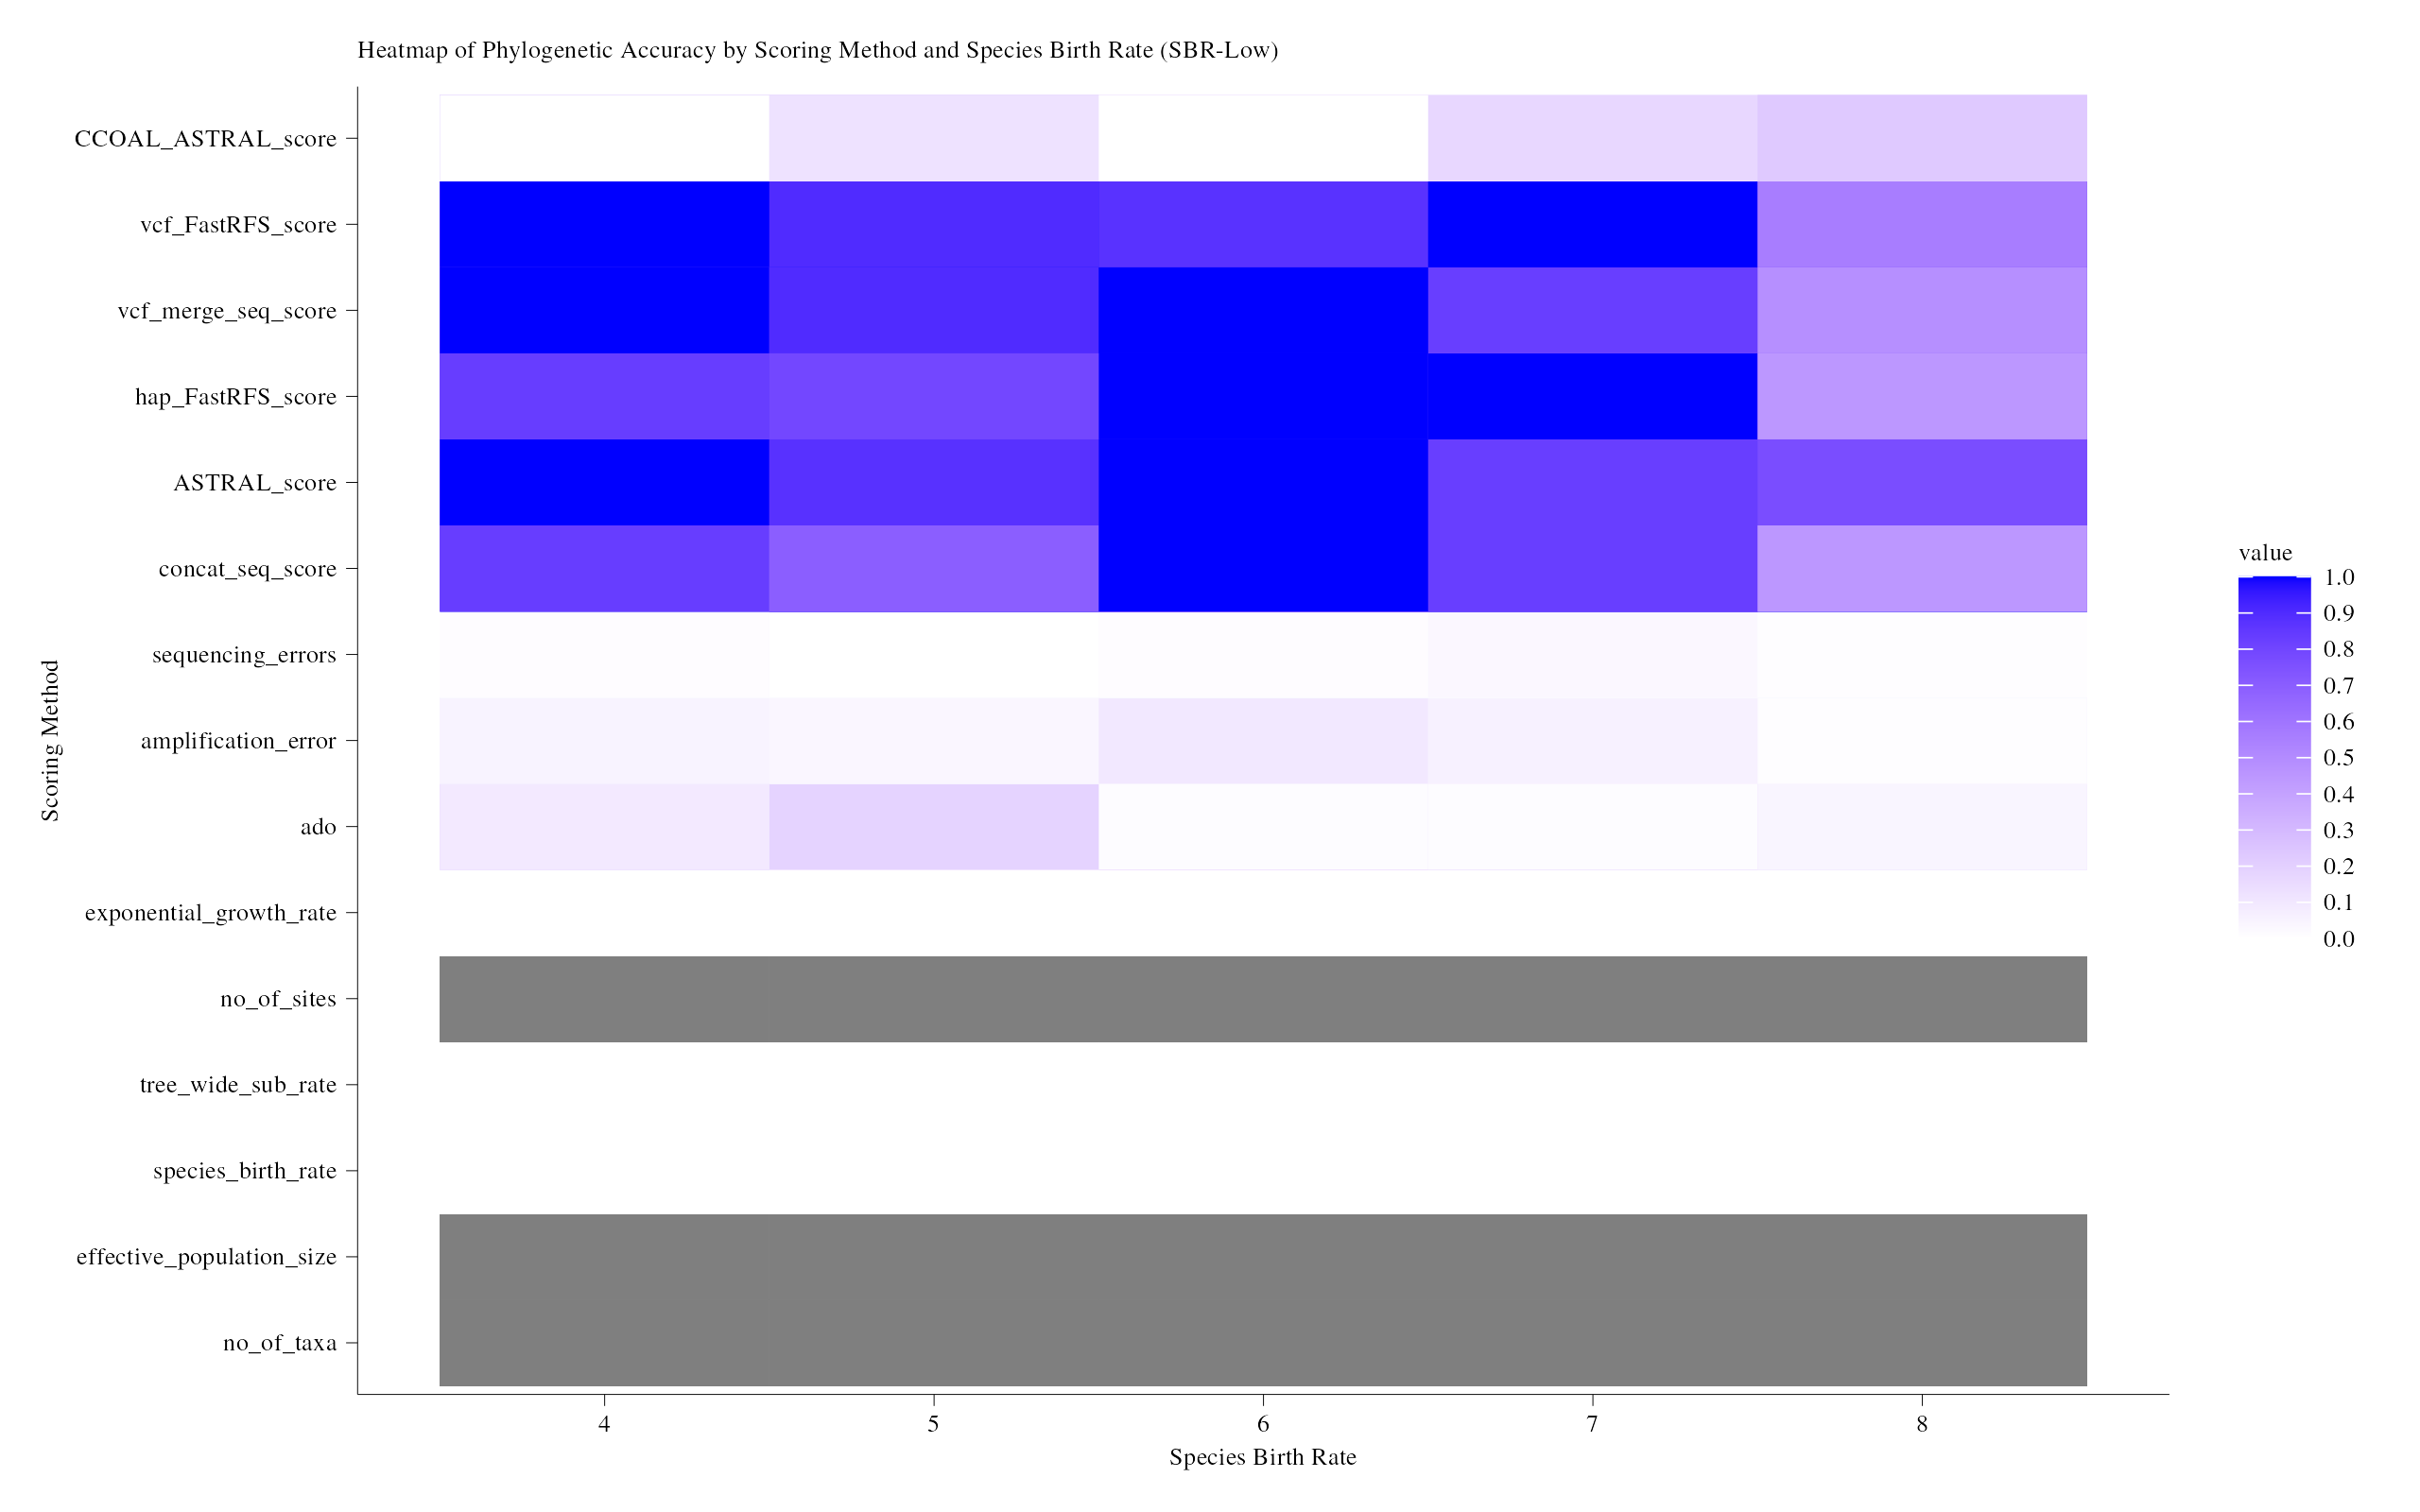 Heatmap of Phylogenetic Accuracy by Scoring Method and Species Birth Rate (SBR-Low)
Scoring Method
CCOAL_ASTRAL_score
vcf_FastRFS_score
vcf_merge_seq_score
hap_FastRFS_score
ASTRAL_score
concat_seq_score
sequencing_errors
amplification_error
ado
exponential_growth_rate
no_of_sites
tree_wide_sub_rate
species_birth_rate
effective_population_size
no_of_taxa
4 5 6 7 8
Species Birth Rate
value
1.0
0.9
0.8
0.7
0.6
0.5
0.4
0.3
0.2
0.1
0.0